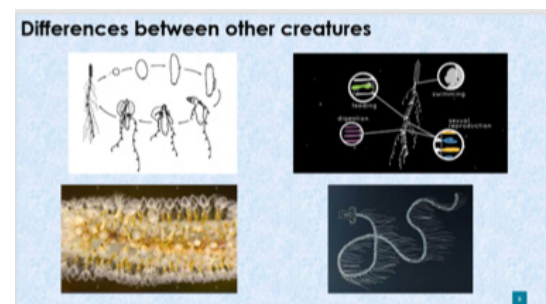 Differences between other creatures
feeding
swimming
digestion
sexual
reproduction